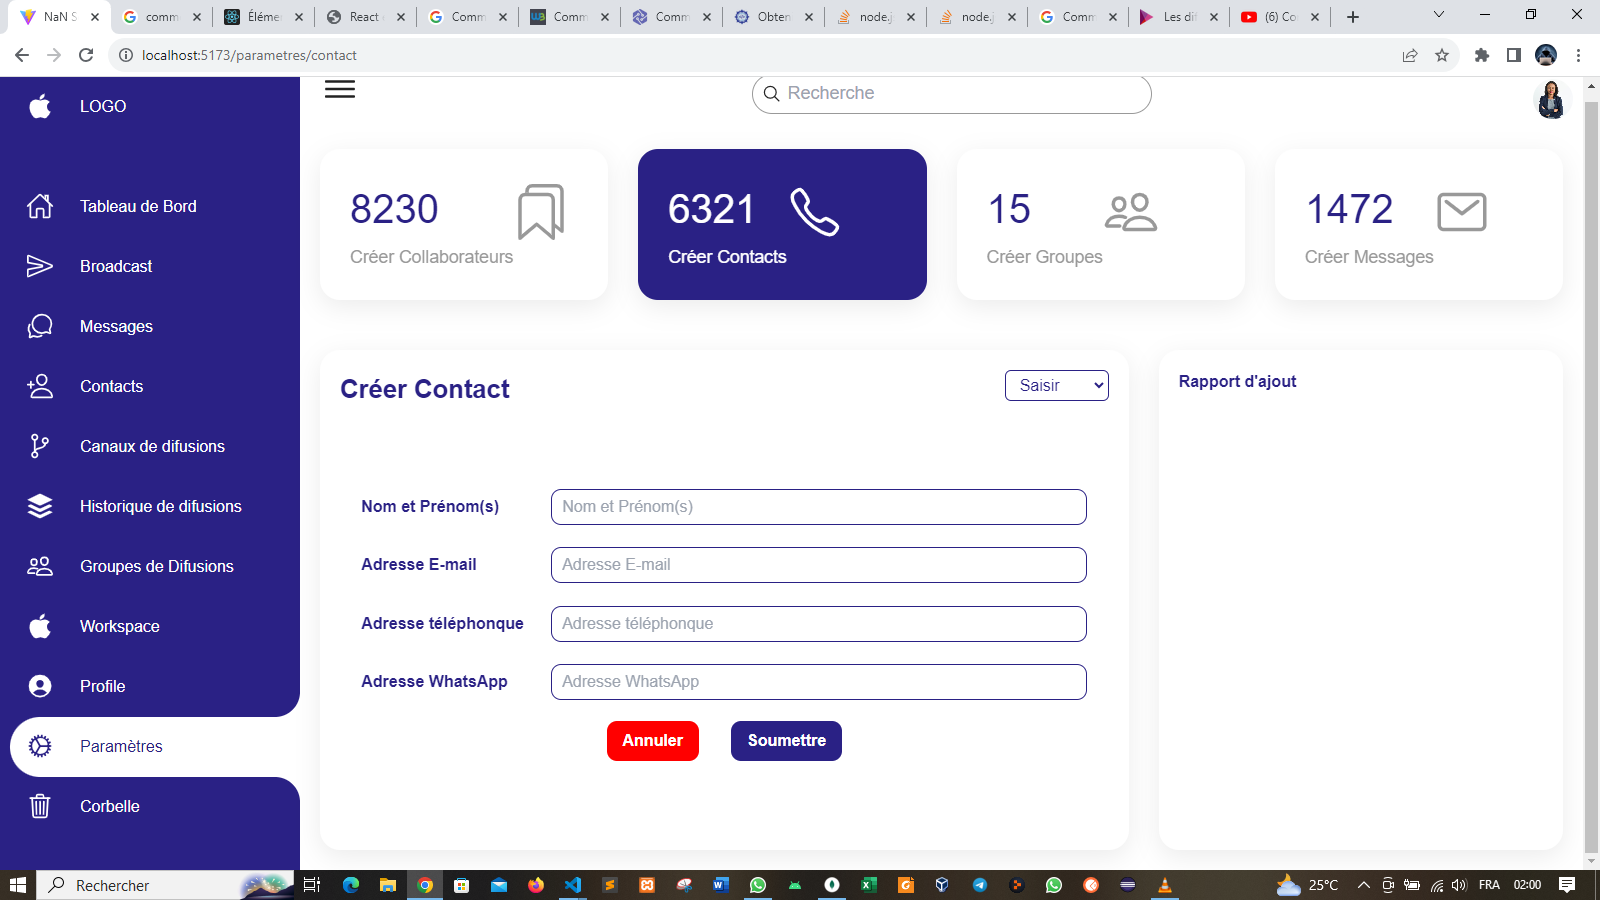 NaN S
comm
Éléme
React
Comm
Comm
Comm
Obten
node.j
node.j
Comm
Les dif
(6) Co
localhost:5173/parametres/contact
LOGO
Recherche
Tableau de Bord
Broadcast
Messages
Contacts
Canaux de difusions
Historique de difusions
Groupes de Difusions
Workspace
Profile
Paramètres
Corbelle
8230
Créer Collaborateurs
6321
Créer Contacts
15
Créer Groupes
1472
Créer Messages
Créer Contact
Saisir
Rapport d'ajout
Nom et Prénom(s)
Nom et Prénom(s)
Adresse E-mail
Adresse E-mail
Adresse téléphonque
Adresse téléphonque
Adresse WhatsApp
Adresse WhatsApp
Annuler
Soumettre
Rechercher
25°C
FRA
02:00